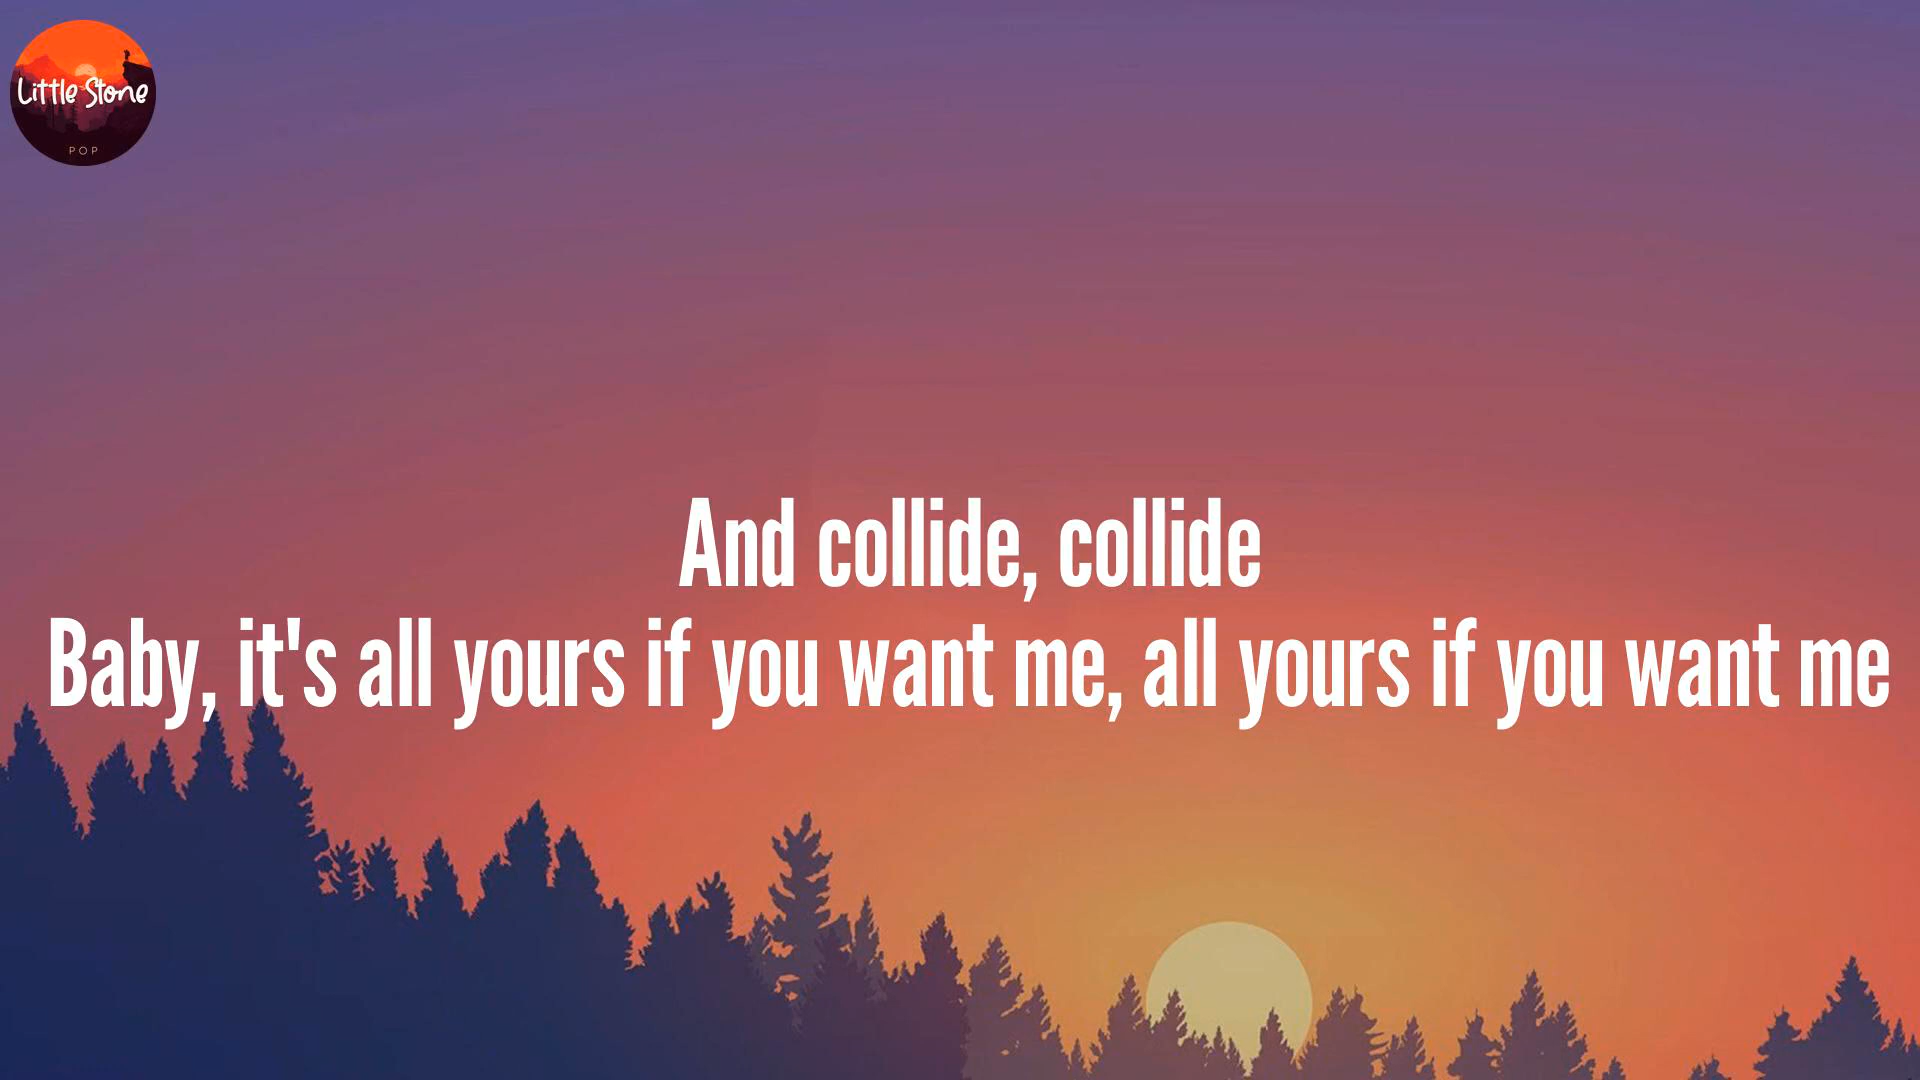 Little Stone
POP
And collide, collide
Baby, it's all yours if you want me, all yours if you want me